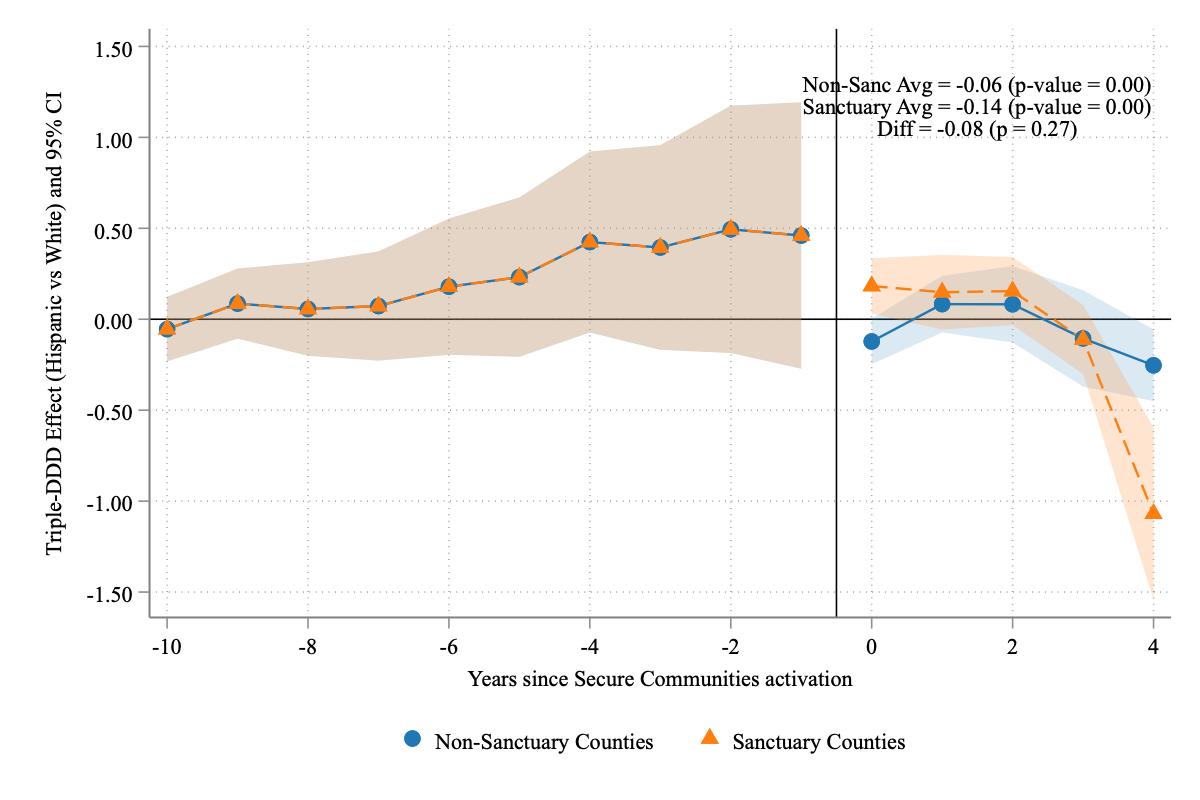 Triple-DDD Effect (Hispanic vs White) and 95% CI
1.50
1.00
0.50
0.00
-0.50
-1.00
-1.50
Non-Sanc Avg = -0.06 (p-value = 0.00)
Sanctuary Avg = -0.14 (p-value = 0.00)
Diff = -0.08 (p = 0.27)
-10 -8 -6 -4 -2 0 2 4
Years since Secure Communities activation
Non-Sanctuary Counties Sanctuary Counties